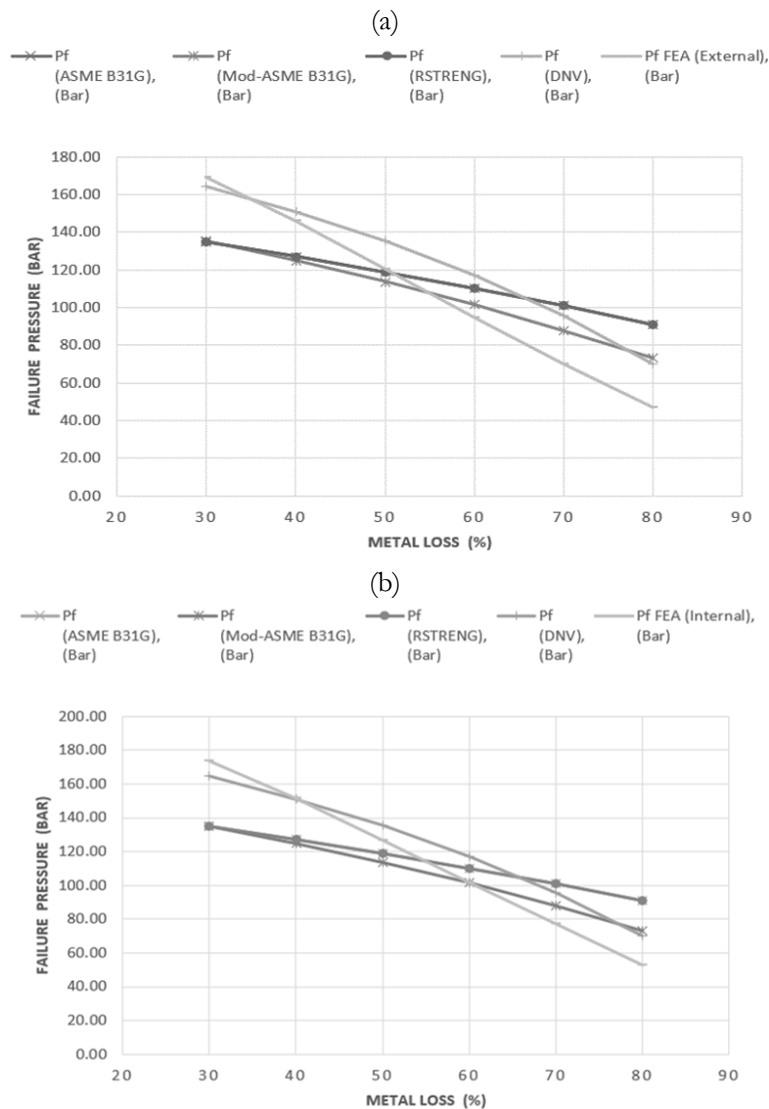 (a)
Pf Pf Pf Pf Pf FEA (External),
(ASME B31G), (Mod-ASME B31G), (RSTRENG), (DNV), (Bar)
(Bar) (Bar) (Bar) (Bar)
180.00
160.00
140.00
120.00
100.00
80.00
60.00
40.00
20.00
0.00
FAILURE PRESSURE (BAR)
20 30 40 50 60 70 80 90
METAL LOSS (%)
(b)
Pf Pf Pf Pf Pf FEA (Internal),
(ASME B31G), (Mod-ASME B31G), (RSTRENG), (DNV), (Bar)
(Bar) (Bar) (Bar) (Bar)
200.00
180.00
160.00
140.00
120.00
100.00
80.00
60.00
40.00
20.00
0.00
FAILURE PRESSURE (BAR)
20 30 40 50 60 70 80 90
METAL LOSS (%)